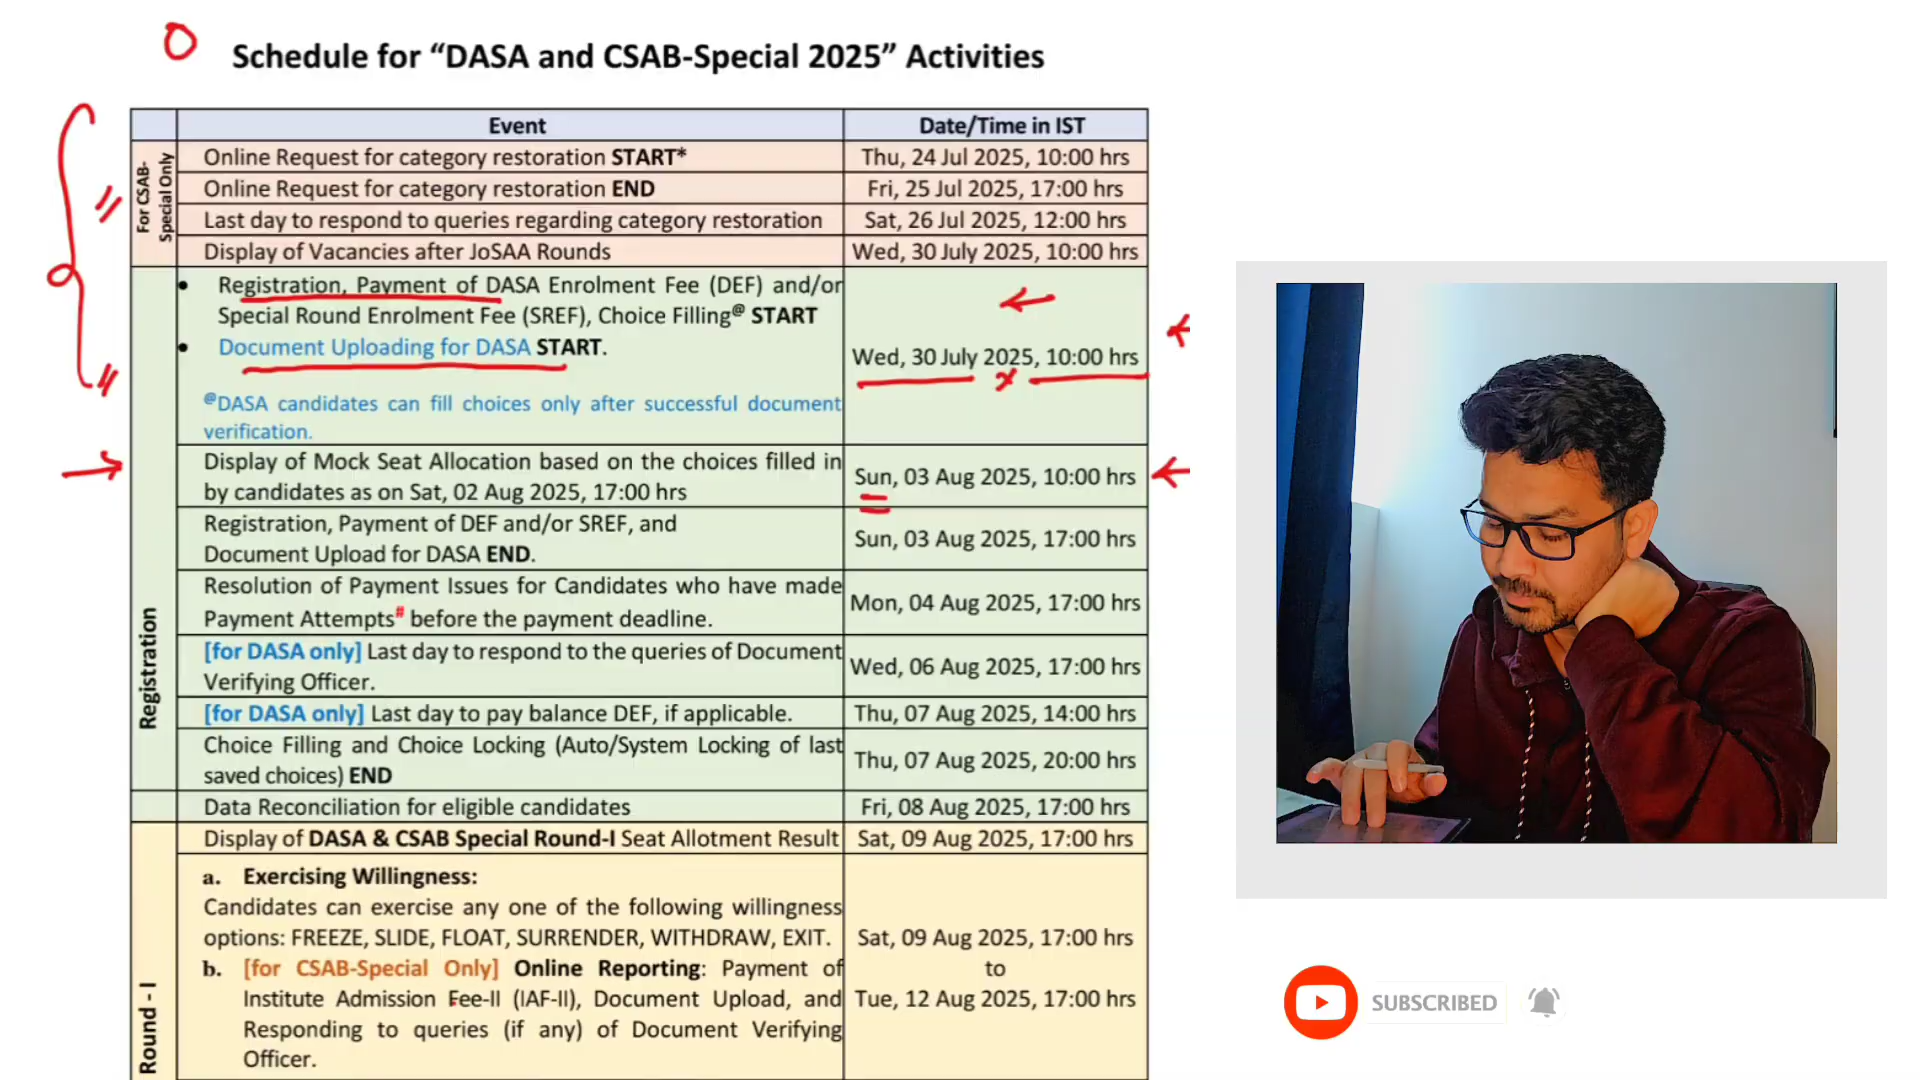 Schedule for “DASA and CSAB-Special 2025” Activities
Event
Date/Time in IST
For CSAB-
Special Only
Online Request for category restoration START*
Thu, 24 Jul 2025, 10:00 hrs
Online Request for category restoration END
Fri, 25 Jul 2025, 17:00 hrs
Last day to respond to queries regarding category restoration
Sat, 26 Jul 2025, 12:00 hrs
Display of Vacancies after JoSAA Rounds
Wed, 30 July 2025, 10:00 hrs
Registration
• Registration, Payment of DASA Enrolment Fee (DEF) and/or
Special Round Enrolment Fee (SREF), Choice Filling@ START
• Document Uploading for DASA START.
Wed, 30 July 2025, 10:00 hrs
@DASA candidates can fill choices only after successful document
verification.
Display of Mock Seat Allocation based on the choices filled in
by candidates as on Sat, 02 Aug 2025, 17:00 hrs
Sun, 03 Aug 2025, 10:00 hrs
Registration, Payment of DEF and/or SREF, and
Document Upload for DASA END.
Sun, 03 Aug 2025, 17:00 hrs
Resolution of Payment Issues for Candidates who have made
Payment Attempts# before the payment deadline.
Mon, 04 Aug 2025, 17:00 hrs
[for DASA only] Last day to respond to the queries of Document
Verifying Officer.
Wed, 06 Aug 2025, 17:00 hrs
[for DASA only] Last day to pay balance DEF, if applicable.
Thu, 07 Aug 2025, 14:00 hrs
Choice Filling and Choice Locking (Auto/System Locking of last
saved choices) END
Thu, 07 Aug 2025, 20:00 hrs
Data Reconciliation for eligible candidates
Fri, 08 Aug 2025, 17:00 hrs
Round - I
Display of DASA & CSAB Special Round-I Seat Allotment Result
Sat, 09 Aug 2025, 17:00 hrs
a. Exercising Willingness:
Candidates can exercise any one of the following willingness
options: FREEZE, SLIDE, FLOAT, SURRENDER, WITHDRAW, EXIT.
b. [for CSAB-Special Only] Online Reporting: Payment of
Institute Admission Fee-II (IAF-II), Document Upload, and
Responding to queries (if any) of Document Verifying
Officer.
Sat, 09 Aug 2025, 17:00 hrs
to
Tue, 12 Aug 2025, 17:00 hrs
SUBSCRIBED